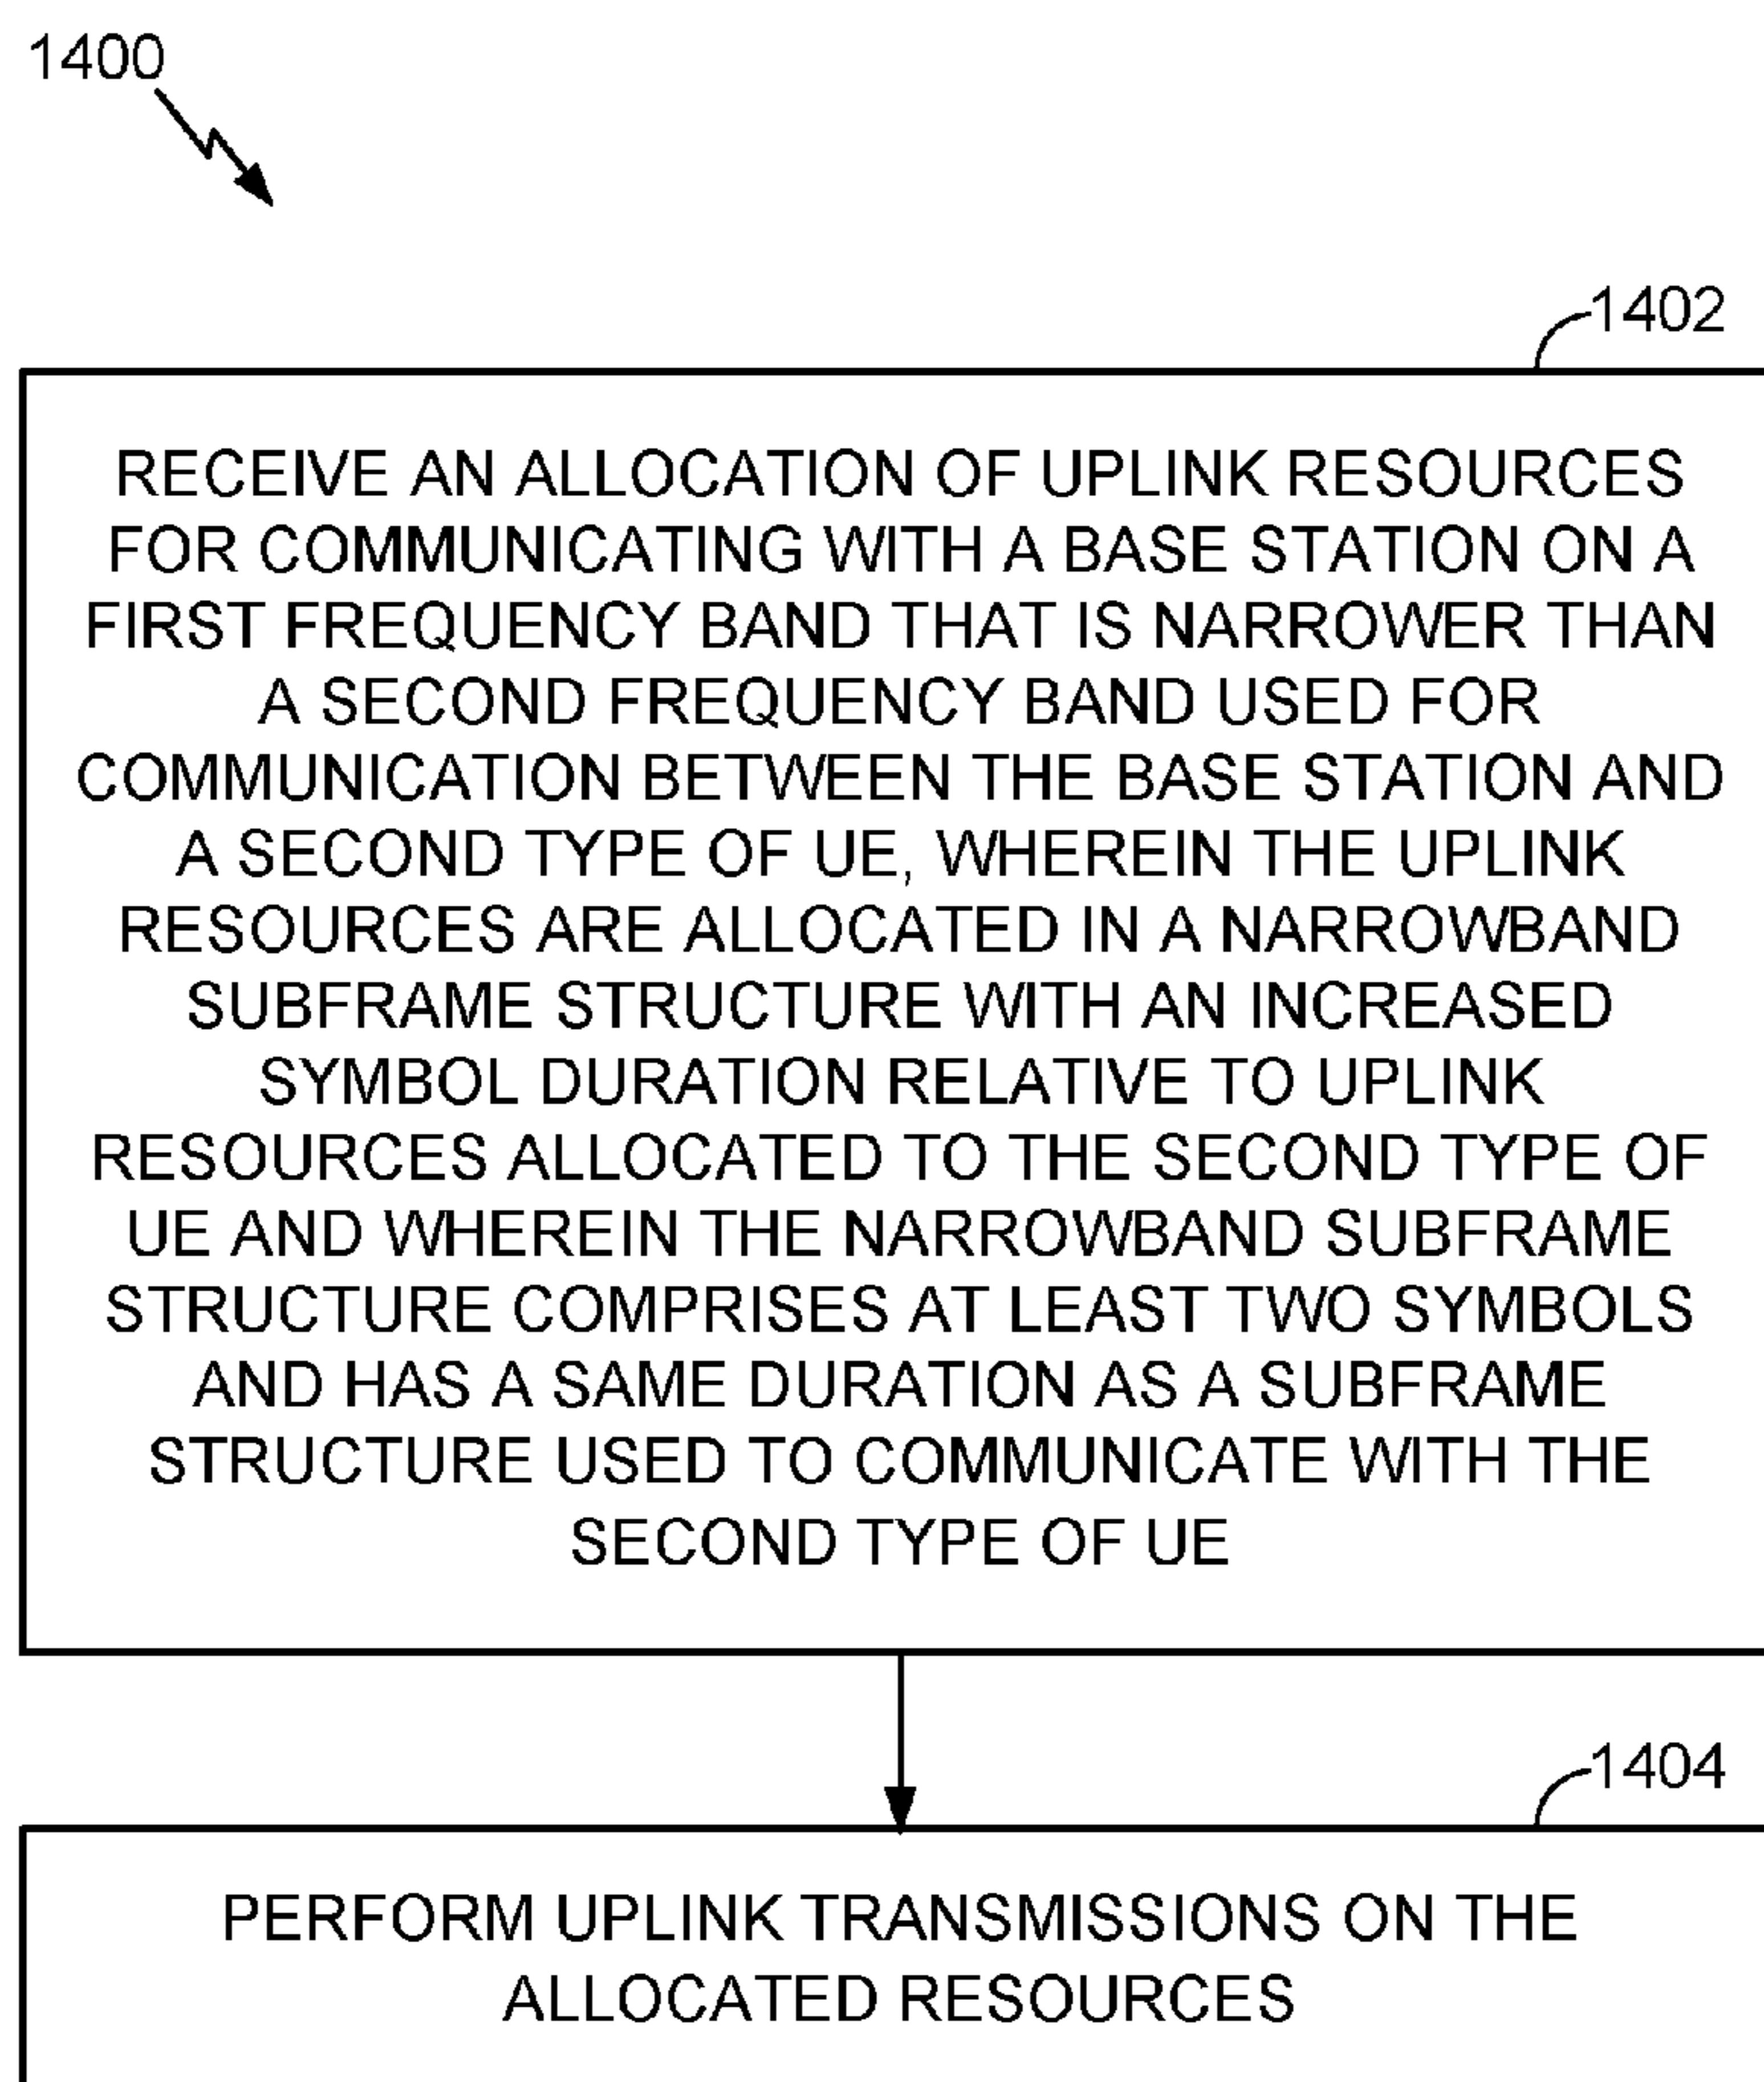 1400
1402
RECEIVE AN ALLOCATION OF UPLINK RESOURCES
FOR COMMUNICATING WITH A BASE STATION ON A
FIRST FREQUENCY BAND THAT IS NARROWER THAN
A SECOND FREQUENCY BAND USED FOR
COMMUNICATION BETWEEN THE BASE STATION AND
A SECOND TYPE OF UE, WHEREIN THE UPLINK
RESOURCES ARE ALLOCATED IN A NARROWBAND
SUBFRAME STRUCTURE WITH AN INCREASED
SYMBOL DURATION RELATIVE TO UPLINK
RESOURCES ALLOCATED TO THE SECOND TYPE OF
UE AND WHEREIN THE NARROWBAND SUBFRAME
STRUCTURE COMPRISES AT LEAST TWO SYMBOLS
AND HAS A SAME DURATION AS A SUBFRAME
STRUCTURE USED TO COMMUNICATE WITH THE
SECOND TYPE OF UE
1404
PERFORM UPLINK TRANSMISSIONS ON THE
ALLOCATED RESOURCES